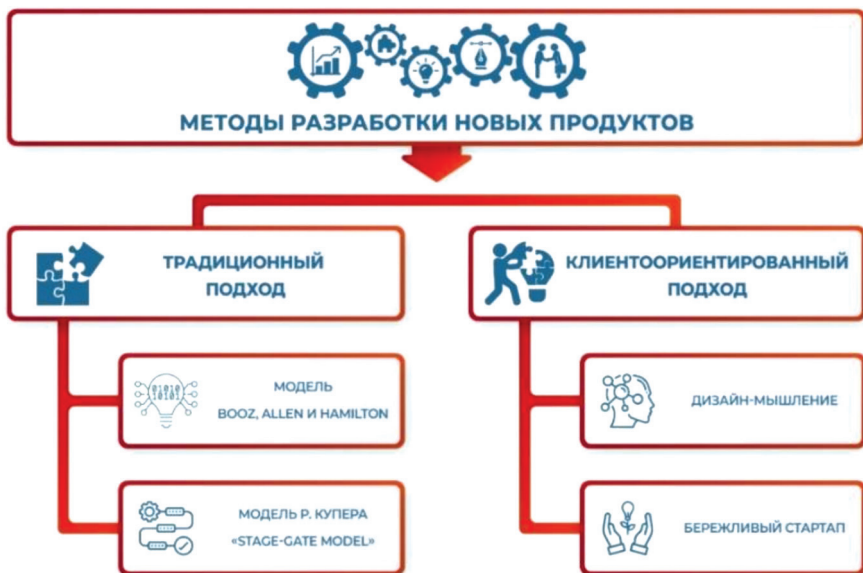 МЕТОДЫ РАЗРАБОТКИ НОВЫХ ПРОДУКТОВ
ТРАДИЦИОННЫЙ
ПОДХОД
МОДЕЛЬ
BOOZ, ALLEN И HAMILTON
МОДЕЛЬ Р. КУПЕРА
«STAGE-GATE MODEL»
КЛИЕНТООРИЕНТИРОВАННЫЙ
ПОДХОД
ДИЗАЙН-МЫШЛЕНИЕ
БЕРЕЖЛИВЫЙ СТАРТАП